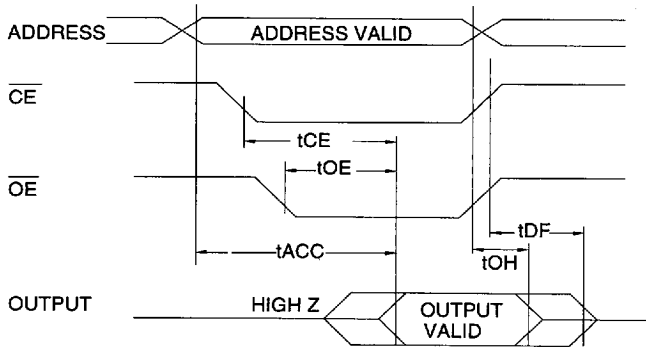 ADDRESS
ADDRESS VALID
CE
tCE
tOE
OE
tACC
tDF
tOH
OUTPUT
HIGH Z
OUTPUT
VALID